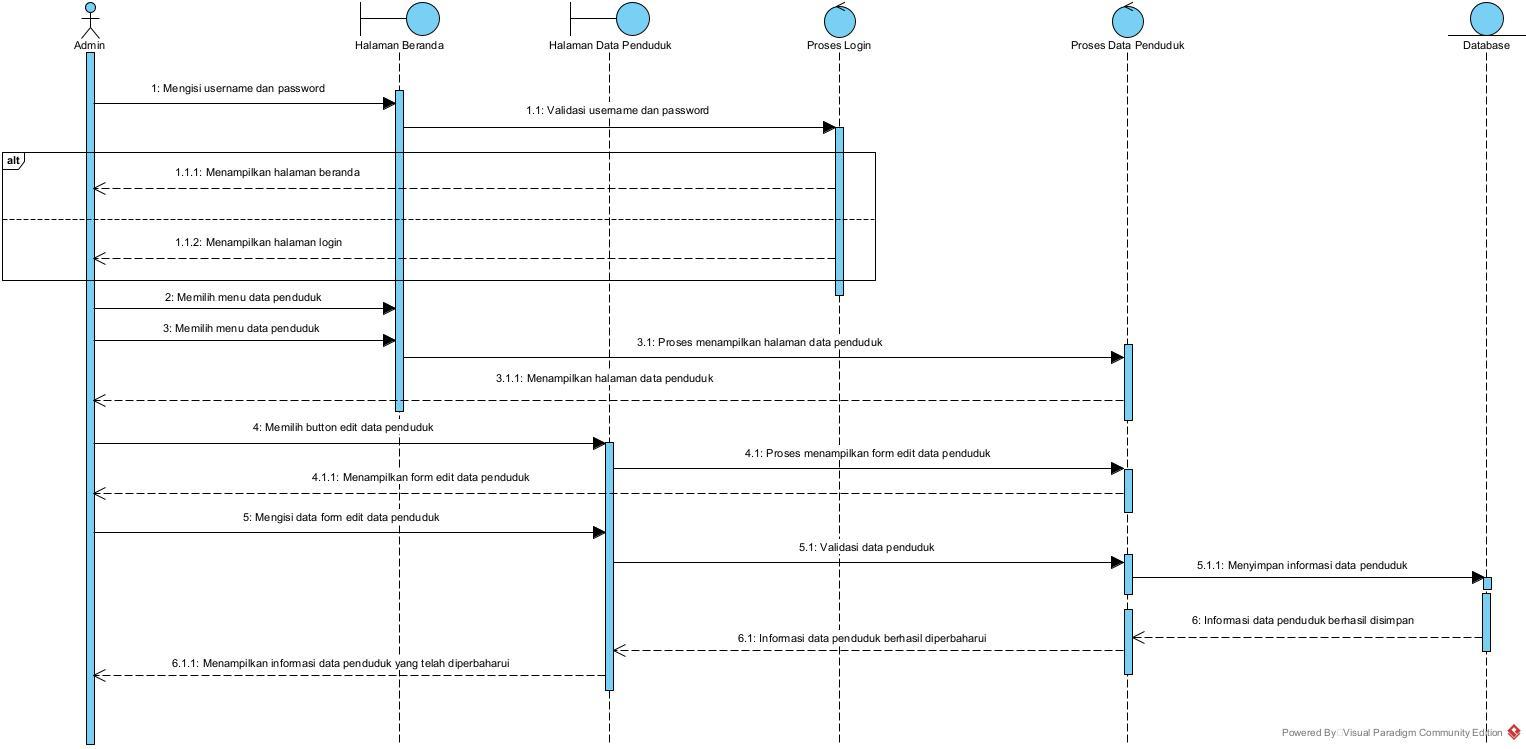 Admin
Halaman Beranda
Halaman Data Penduduk
Proses Login
Proses Data Penduduk
Database
1: Mengisi username dan password
1.1: Validasi username dan password
alt
1.1.1: Menampilkan halaman beranda
1.1.2: Menampilkan halaman login
2: Memilih menu data penduduk
3: Memilih menu data penduduk
3.1: Proses menampilkan halaman data penduduk
3.1.1: Menampilkan halaman data penduduk
4: Memilih button edit data penduduk
4.1: Proses menampilkan form edit data penduduk
4.1.1: Menampilkan form edit data penduduk
5: Mengisi data form edit data penduduk
5.1: Validasi data penduduk
5.1.1: Menyimpan informasi data penduduk
6: Informasi data penduduk berhasil disimpan
6.1: Informasi data penduduk berhasil diperbaharui
6.1.1: Menampilkan informasi data penduduk yang telah diperbaharui
Powered By Visual Paradigm Community Edition